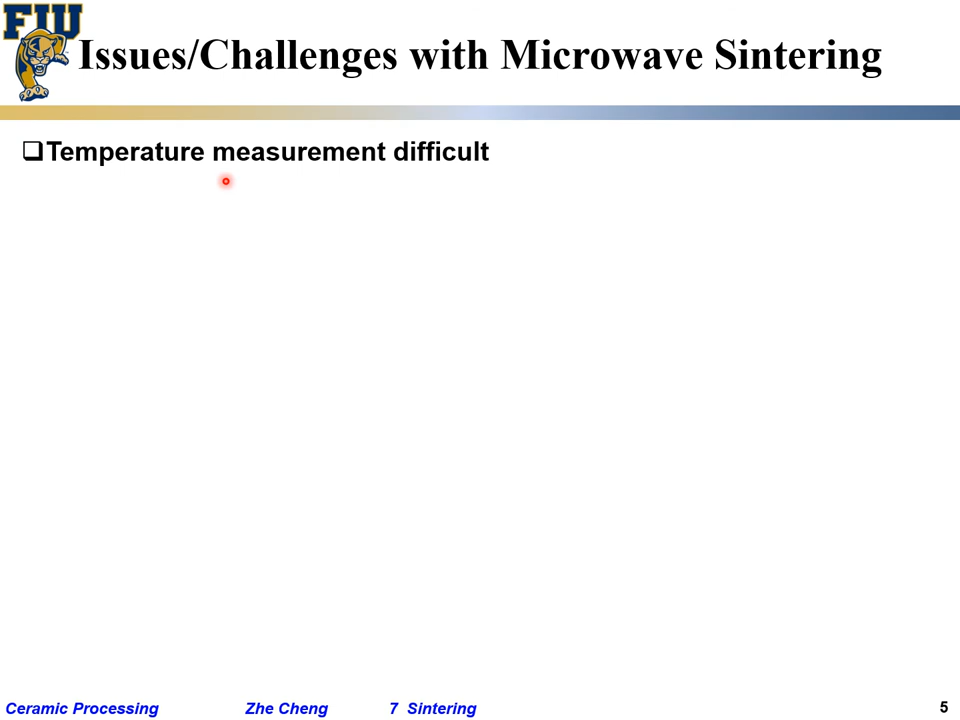 FIU
Issues/Challenges with Microwave Sintering
Temperature measurement difficult
Ceramic Processing Zhe Cheng 7 Sintering 5